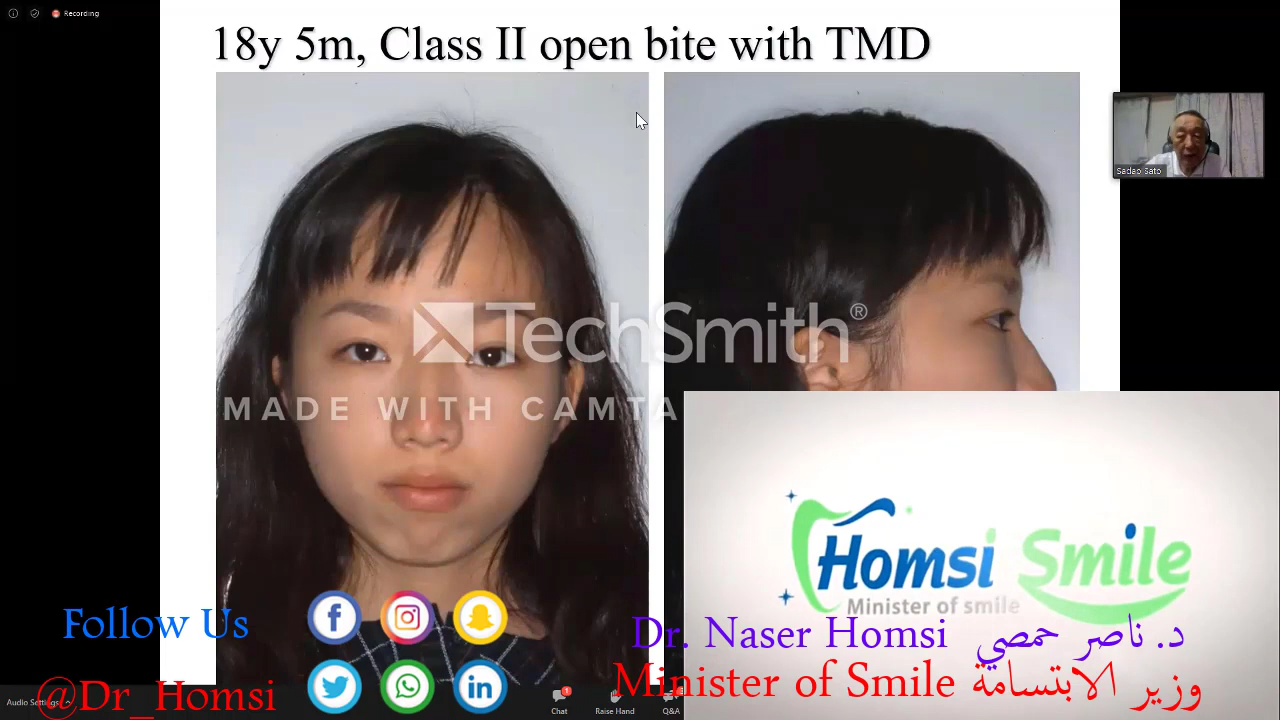 Recording
18y 5m, Class II open bite with TMD
Sadao Sato
TechSmith®
MADE WITH CAMTA
Homsi Smile
Minister of smile
Follow Us
Dr. Naser Homsi د. ناصر حمصي
@Dr_Homsi
Minister of Smile وزير الابتسامة
Audio Settings
Chat
1
Raise Hand
Q&A